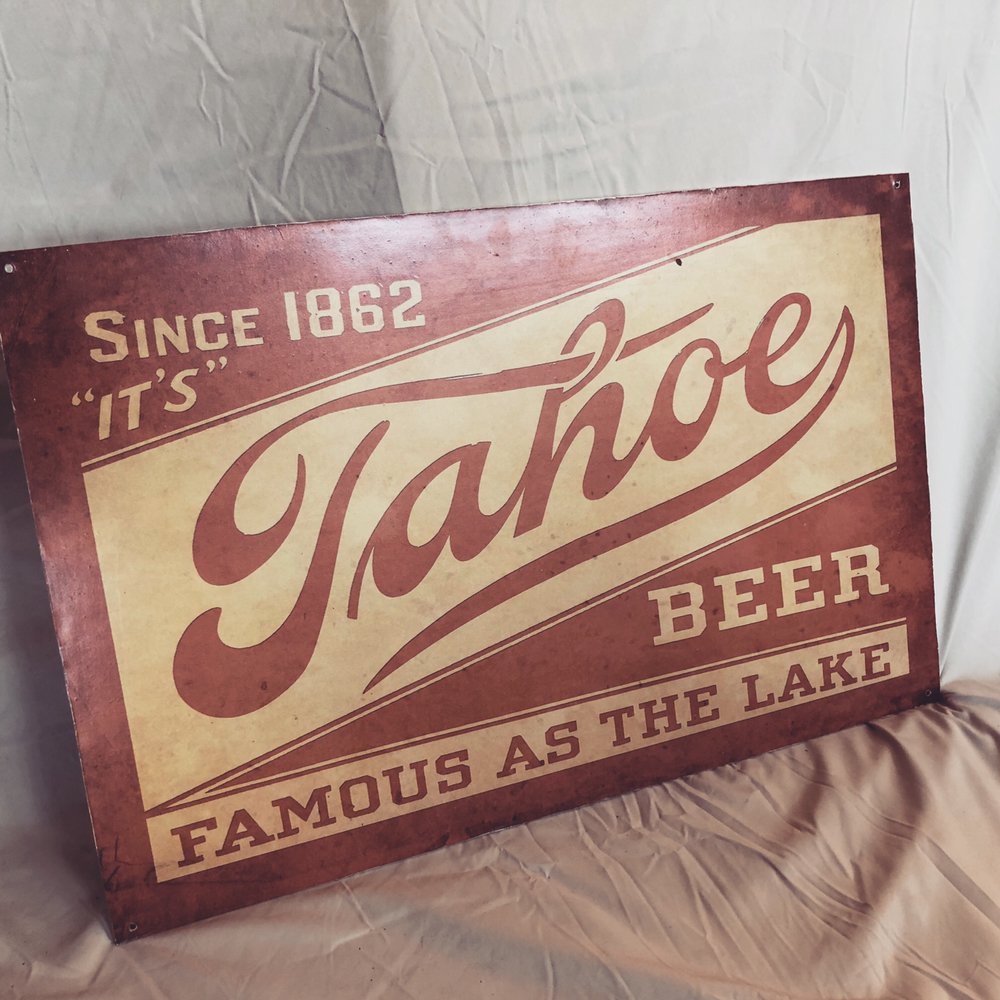 Since 1862
“IT’S”
Tahoe
BEER
FAMOUS AS THE LAKE